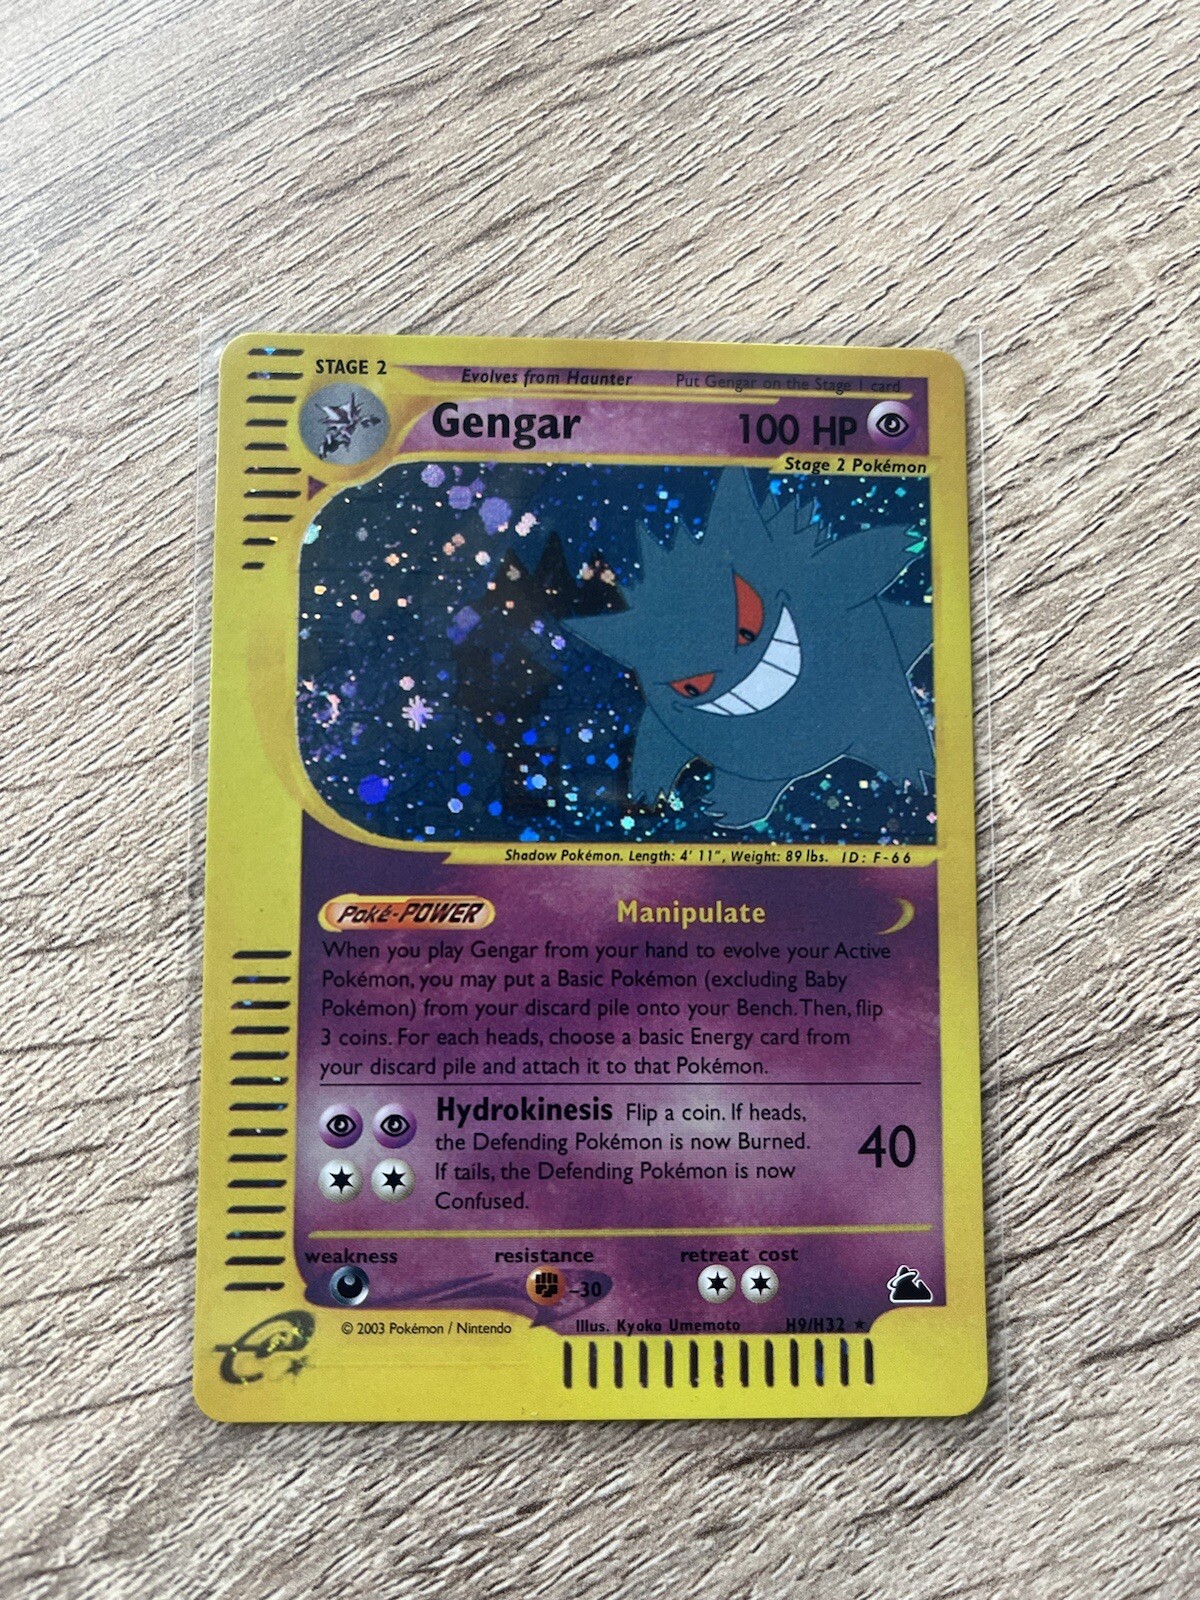 STAGE 2
Evolves from Haunter
Put Gengar on the Stage 1 card
Gengar
100 HP
Stage 2 Pokémon
Shadow Pokémon. Length: 4' 11", Weight: 89 lbs. ID: F-66
Poké-POWER
Manipulate
When you play Gengar from your hand to evolve your Active
Pokémon, you may put a Basic Pokémon (excluding Baby
Pokémon) from your discard pile onto your Bench. Then, flip
3 coins. For each heads, choose a basic Energy card from
your discard pile and attach it to that Pokémon.
Hydrokinesis Flip a coin. If heads,
the Defending Pokémon is now Burned.
If tails, the Defending Pokémon is now
Confused.
40
weakness
resistance
retreat cost
-30
© 2003 Pokémon / Nintendo
Illus. Kyoko Umemoto
H9/H32 ★
e